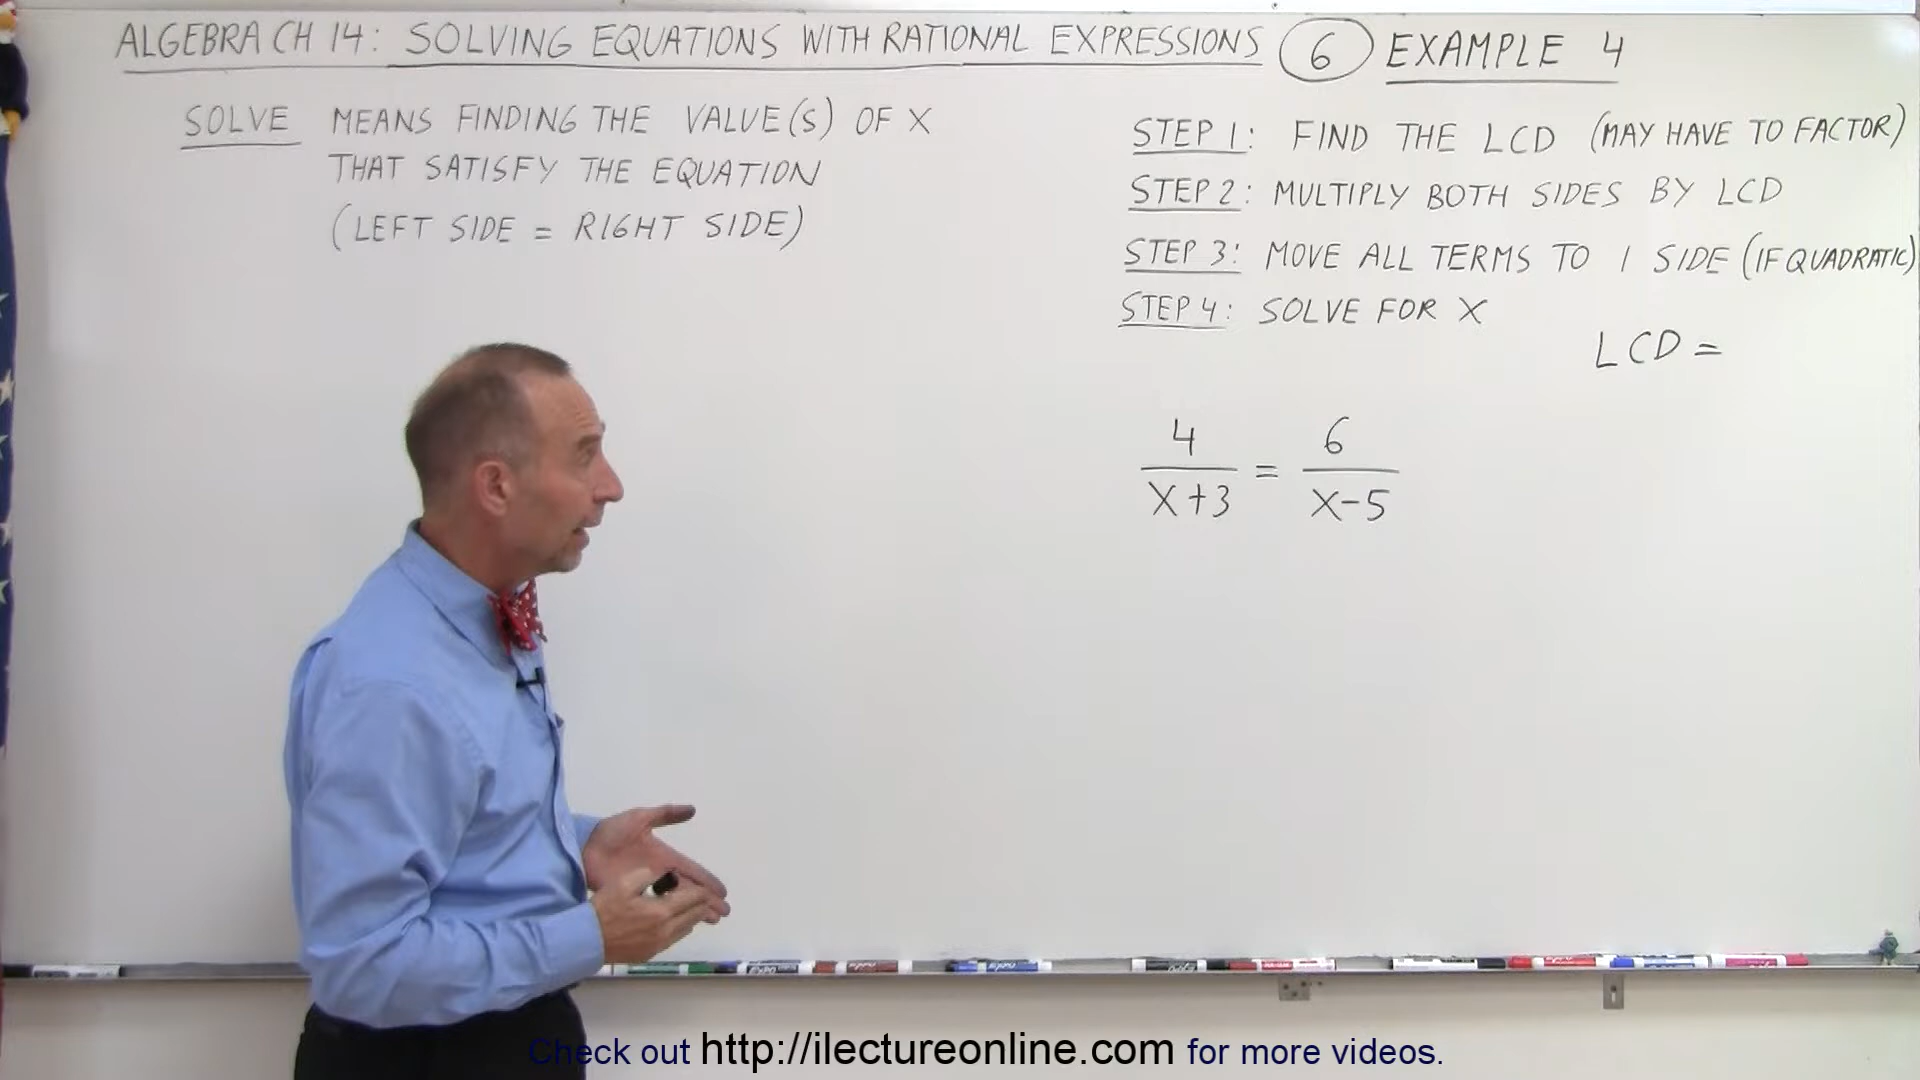 ALGEBRA CH 14: SOLVING EQUATIONS WITH RATIONAL EXPRESSIONS 6 EXAMPLE 4
SOLVE MEANS FINDING THE VALUE(S) OF X
THAT SATISFY THE EQUATION
(LEFT SIDE = RIGHT SIDE)
STEP 1: FIND THE LCD (MAY HAVE TO FACTOR)
STEP 2: MULTIPLY BOTH SIDES BY LCD
STEP 3: MOVE ALL TERMS TO 1 SIDE (IF QUADRATIC)
STEP 4: SOLVE FOR X
LCD =
4/(X+3) = 6/(X-5)
Check out http://ilectureonline.com for more videos.